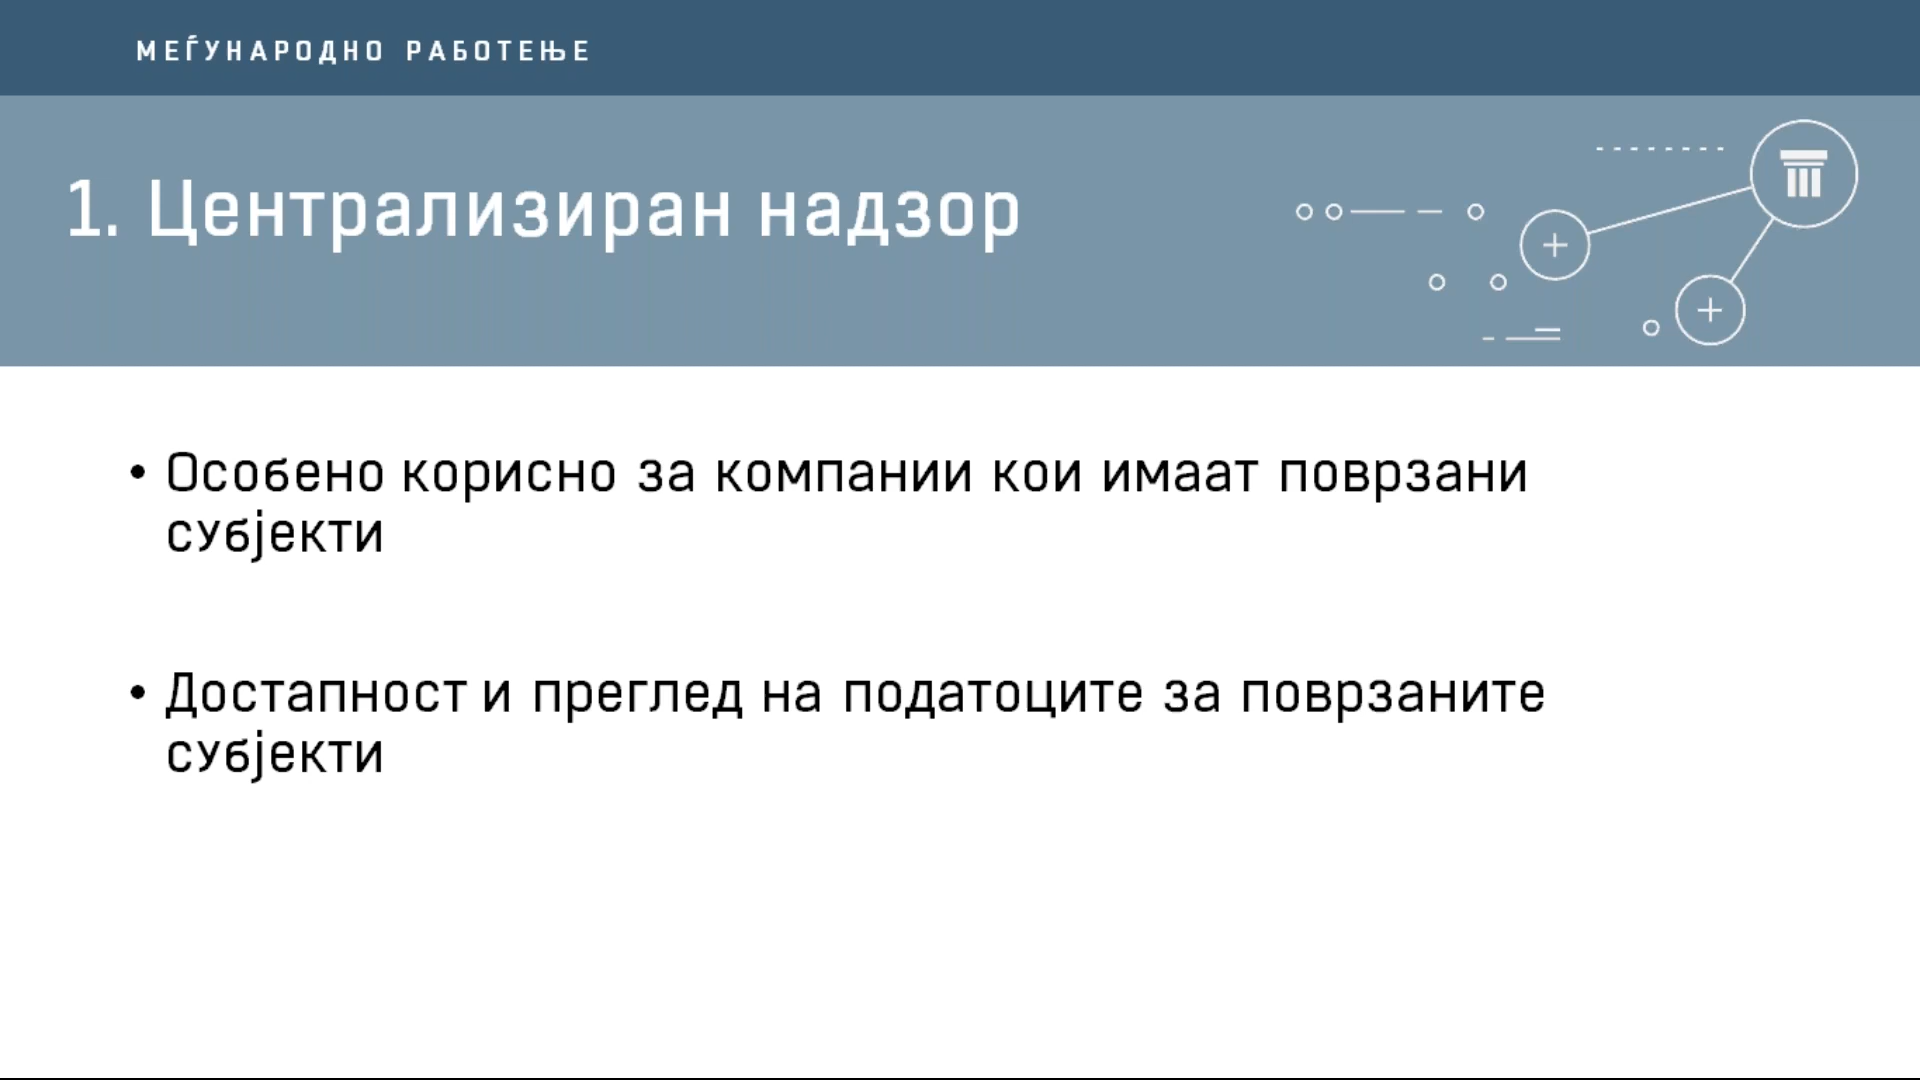 МЕЃУНАРОДНО РАБОТЕЊЕ
1. Централизиран надзор
• Особено корисно за компании кои имаат поврзани
субјекти
• Достапност и преглед на податоците за поврзаните
субјекти